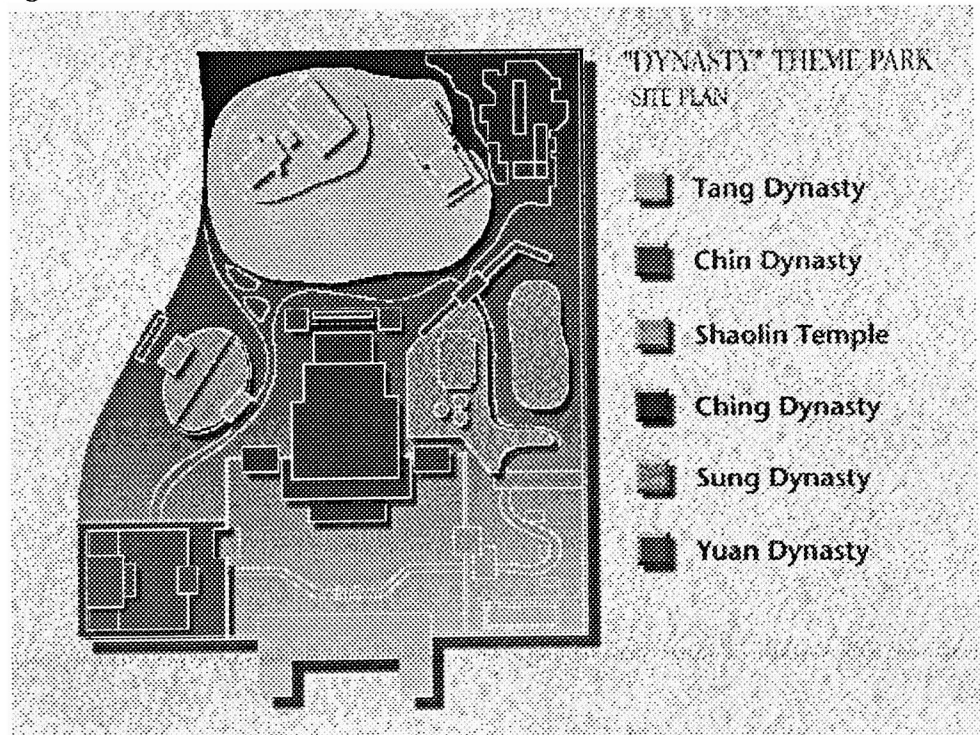 "DYNASTY" THEME PARK
SITE PLAN
Tang Dynasty
Chin Dynasty
Shaolin Temple
Ching Dynasty
Sung Dynasty
Yuan Dynasty